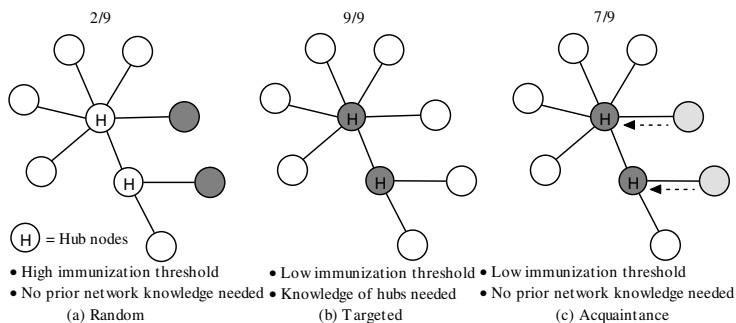 2/9
9/9
7/9
H
H
H
H
H
H
H = Hub nodes
• High immunization threshold
• No prior network knowledge needed
(a) Random
• Low immunization threshold
• Knowledge of hubs needed
(b) Targeted
• Low immunization threshold
• No prior network knowledge needed
(c) Acquaintance